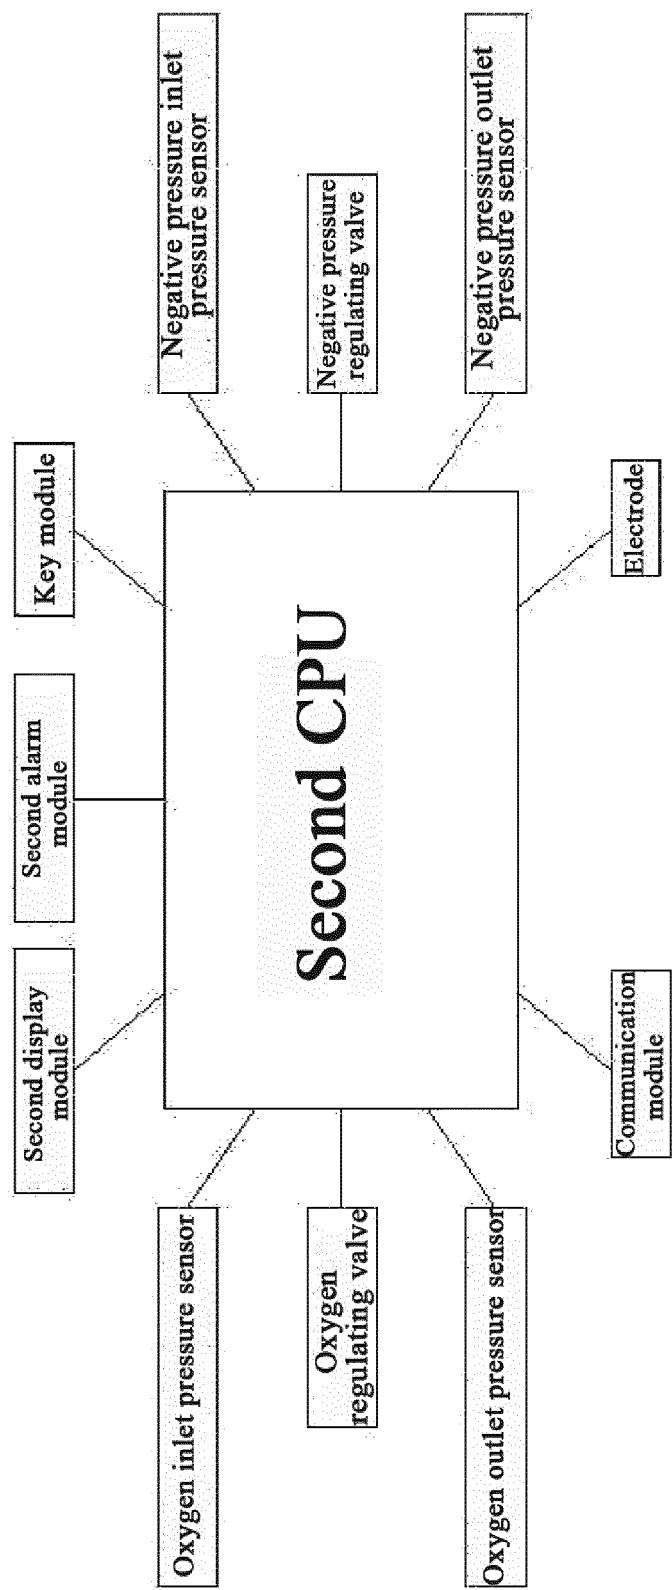 Second display
module
Second alarm
module
Key module
Oxygen inlet pressure sensor
Negative pressure inlet
pressure sensor
Oxygen
regulating valve
Second CPU
Negative pressure
regulating valve
Oxygen outlet pressure sensor
Negative pressure outlet
pressure sensor
Communication
module
Electrode